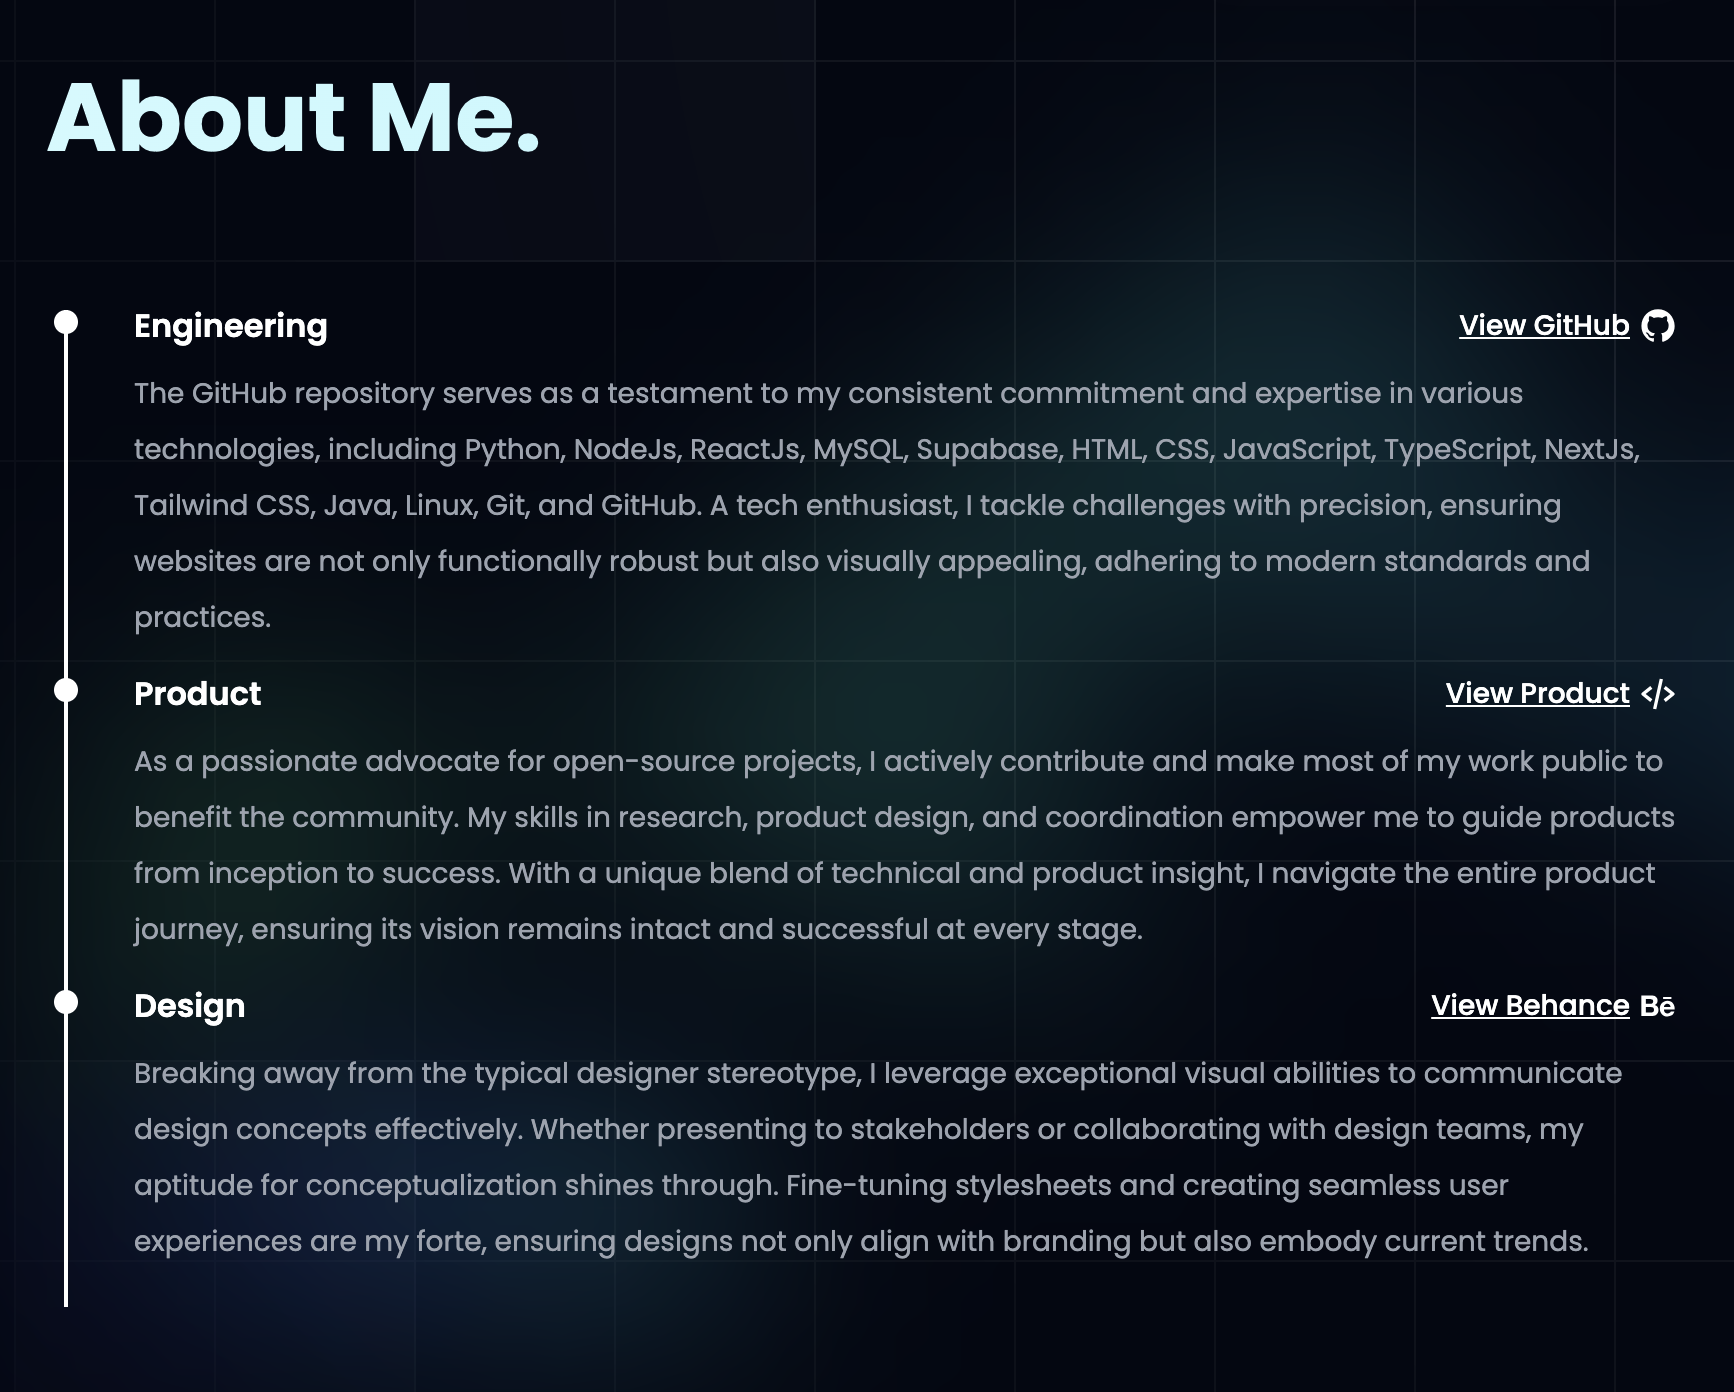 About Me.
Engineering
View GitHub
The GitHub repository serves as a testament to my consistent commitment and expertise in various
technologies, including Python, NodeJs, ReactJs, MySQL, Supabase, HTML, CSS, JavaScript, TypeScript, NextJs,
Tailwind CSS, Java, Linux, Git, and GitHub. A tech enthusiast, I tackle challenges with precision, ensuring
websites are not only functionally robust but also visually appealing, adhering to modern standards and
practices.
Product
View Product </>
As a passionate advocate for open-source projects, I actively contribute and make most of my work public to
benefit the community. My skills in research, product design, and coordination empower me to guide products
from inception to success. With a unique blend of technical and product insight, I navigate the entire product
journey, ensuring its vision remains intact and successful at every stage.
Design
View Behance Bē
Breaking away from the typical designer stereotype, I leverage exceptional visual abilities to communicate
design concepts effectively. Whether presenting to stakeholders or collaborating with design teams, my
aptitude for conceptualization shines through. Fine-tuning stylesheets and creating seamless user
experiences are my forte, ensuring designs not only align with branding but also embody current trends.